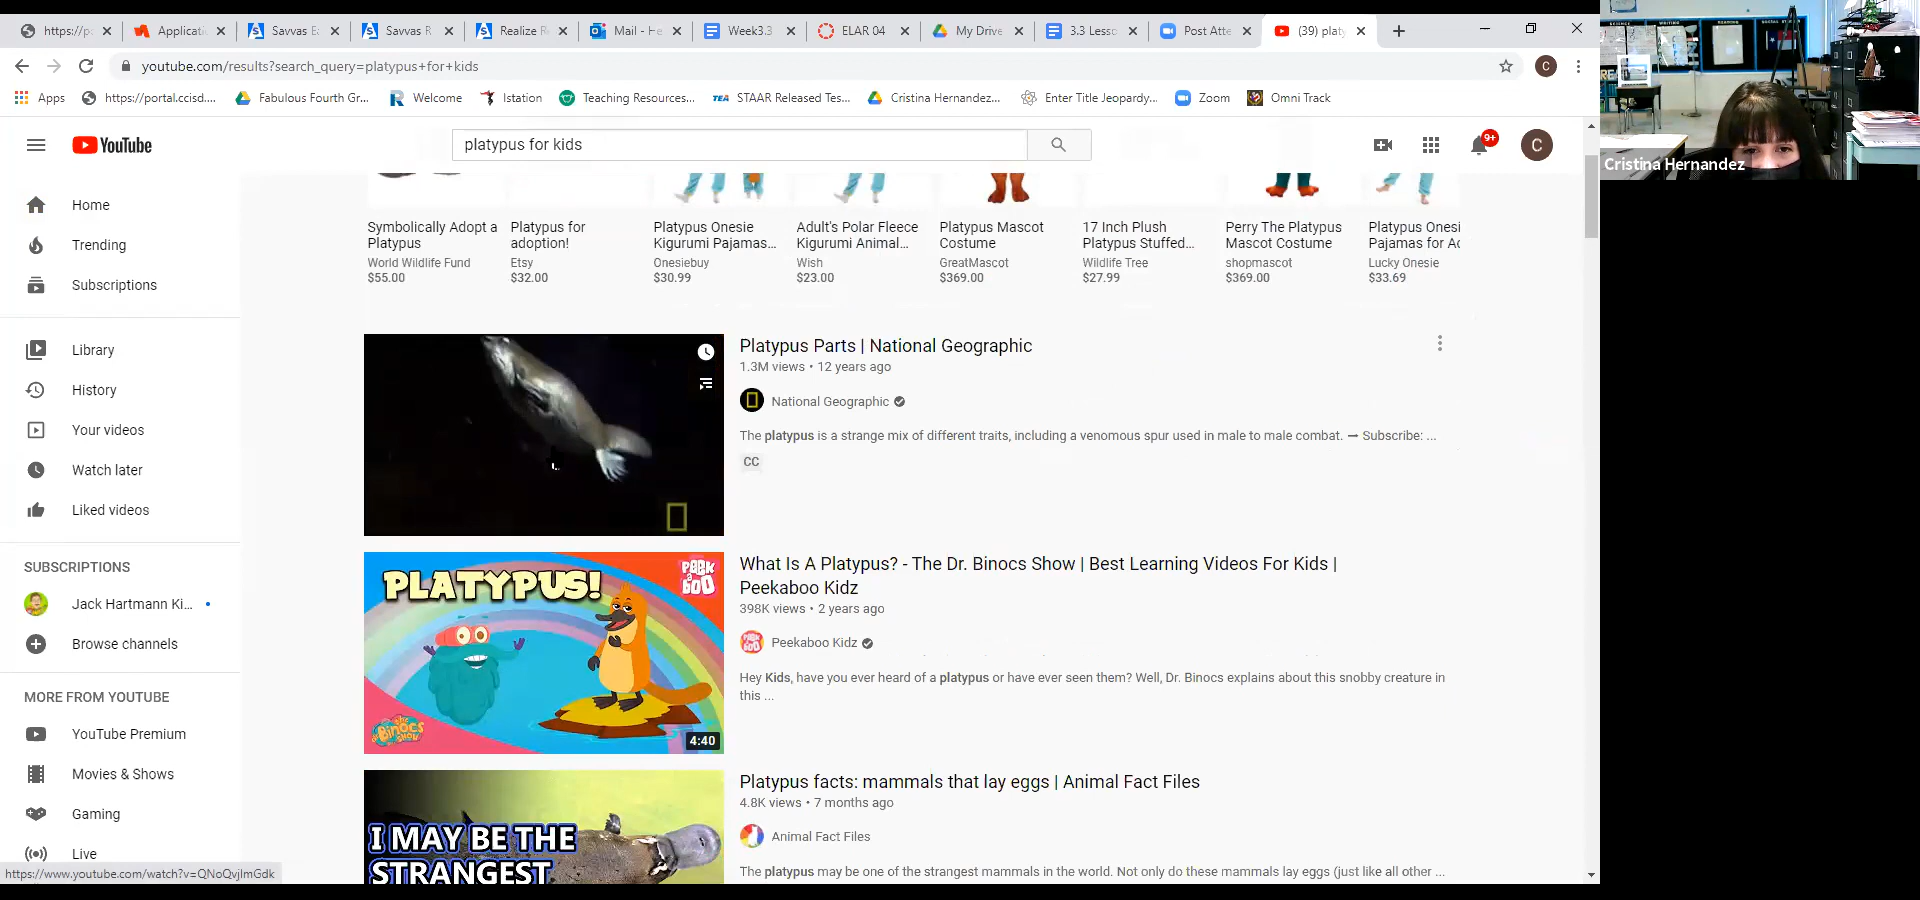 https://p
Applicati
Savvas
Savvas R
Realize R
Mail - He
Week3.3
ELAR 04
My Drive
3.3 Lesso
Post Atte
(39) platy
youtube.com/results?search_query=platypus+for+kids
C
Apps
https://portal.ccisd....
Fabulous Fourth Gr...
Welcome
Istation
Teaching Resources...
TEA STAAR Released Tes...
Cristina Hernandez...
Enter Title Jeopardy...
Zoom
Omni Track
YouTube
platypus for kids
9+
C
Cristina Hernandez
Home
Trending
Subscriptions
Library
History
Your videos
Watch later
Liked videos
SUBSCRIPTIONS
Jack Hartmann Ki...
Browse channels
MORE FROM YOUTUBE
YouTube Premium
Movies & Shows
Gaming
Live
https://www.youtube.com/watch?v=QNoQvjImGdk
Symbolically Adopt a
Platypus
World Wildlife Fund
$55.00
Platypus for
adoption!
Etsy
$32.00
Platypus Onesie
Kigurumi Pajamas...
Onesiebuy
$30.99
Adult's Polar Fleece
Kigurumi Animal...
Wish
$23.00
Platypus Mascot
Costume
GreatMascot
$369.00
17 Inch Plush
Platypus Stuffed...
Wildlife Tree
$27.99
Perry The Platypus
Mascot Costume
shopmascot
$369.00
Platypus Onesi
Pajamas for Ad
Lucky Onesie
$33.69
Platypus Parts | National Geographic
1.3M views • 12 years ago
National Geographic
The platypus is a strange mix of different traits, including a venomous spur used in male to male combat. ➞ Subscribe: ...
CC
PLATYPUS!
PEEK A BOO
the Binocs Show
4:40
What Is A Platypus? - The Dr. Binocs Show | Best Learning Videos For Kids |
Peekaboo Kidz
398K views • 2 years ago
Peekaboo Kidz
Hey Kids, have you ever heard of a platypus or have ever seen them? Well, Dr. Binocs explains about this snobby creature in
this ...
I MAY BE THE
STRANGEST
Platypus facts: mammals that lay eggs | Animal Fact Files
4.8K views • 7 months ago
Animal Fact Files
The platypus may be one of the strangest mammals in the world. Not only do these mammals lay eggs (just like all other ...